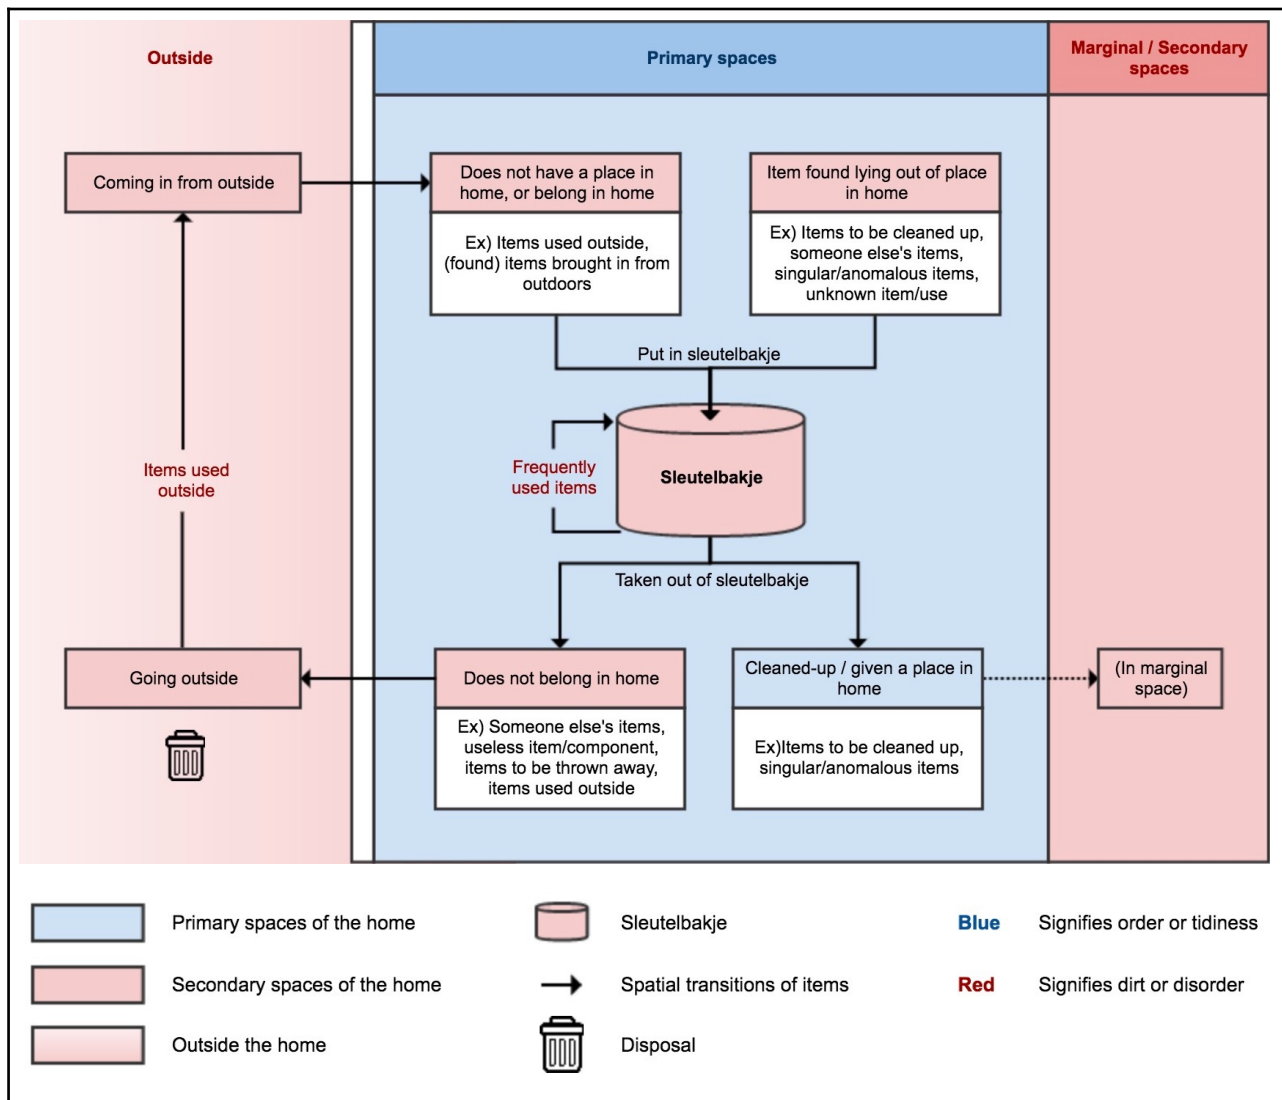 Outside
Primary spaces
Marginal / Secondary
spaces
Coming in from outside
Does not have a place in
home, or belong in home
Ex) Items used outside,
(found) items brought in from
outdoors
Item found lying out of place
in home
Ex) Items to be cleaned up,
someone else's items,
singular/anomalous items,
unknown item/use
Put in sleutelbakje
Frequently
used items
Sleutelbakje
Items used
outside
Taken out of sleutelbakje
Going outside
Does not belong in home
Ex) Someone else's items,
useless item/component,
items to be thrown away,
items used outside
Cleaned-up / given a place in
home
Ex)Items to be cleaned up,
singular/anomalous items
(In marginal
space)
Primary spaces of the home
Sleutelbakje
Blue Signifies order or tidiness
Secondary spaces of the home
Spatial transitions of items
Red Signifies dirt or disorder
Outside the home
Disposal